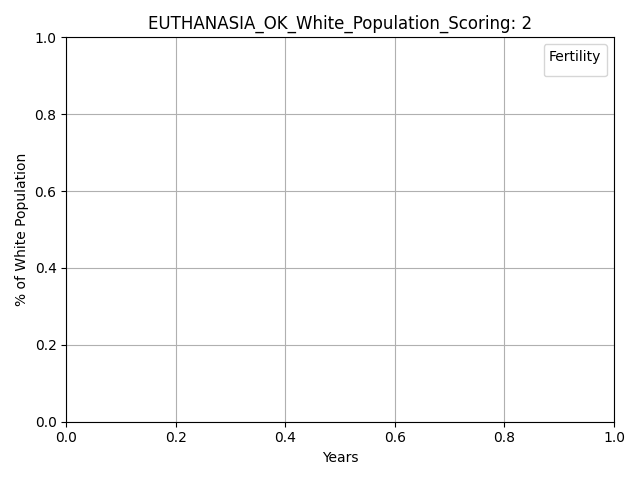 EUTHANASIA_OK_White_Population_Scoring: 2
Fertility
% of White Population
1.0
0.8
0.6
0.4
0.2
0.0
0.0 0.2 0.4 0.6 0.8 1.0
Years